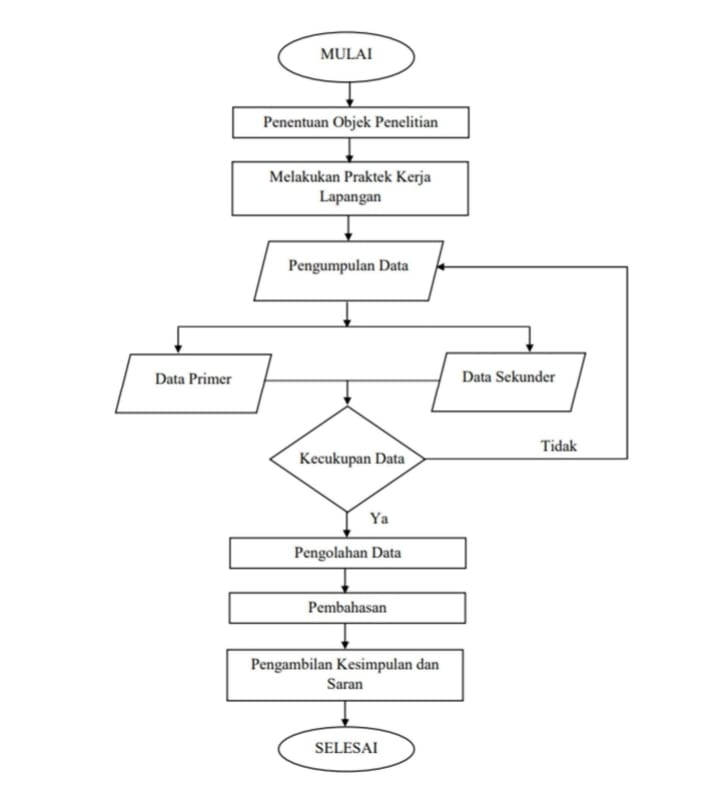 MULAI
Penentuan Objek Penelitian
Melakukan Praktek Kerja
Lapangan
Pengumpulan Data
Data Primer
Data Sekunder
Kecukupan Data
Tidak
Ya
Pengolahan Data
Pembahasan
Pengambilan Kesimpulan dan
Saran
SELESAI